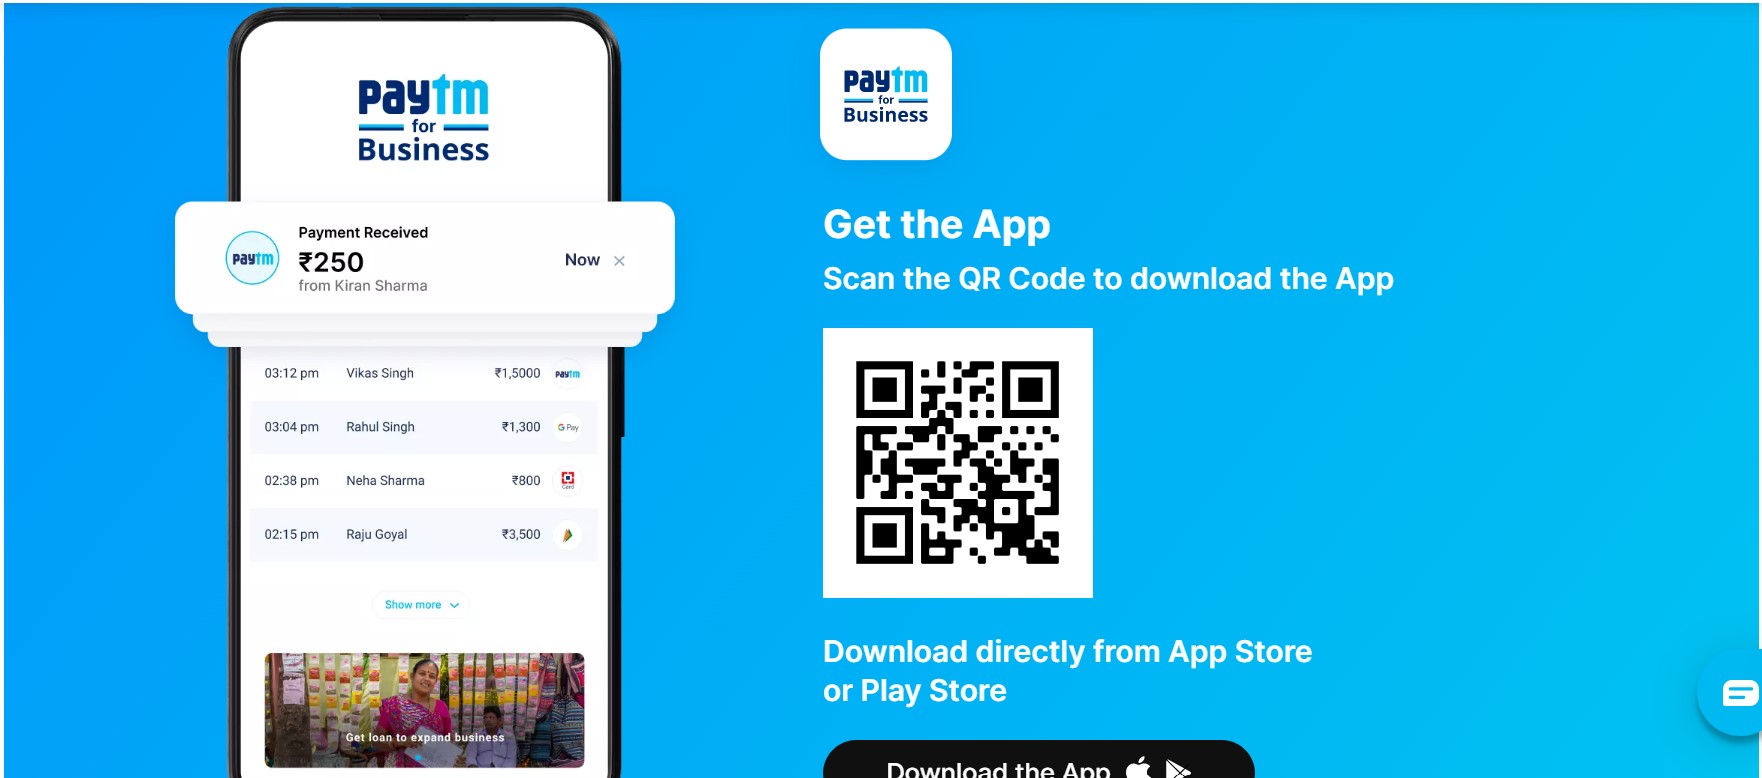 paytm
for
Business
Payment Received
paytm
₹250
Now
from Kiran Sharma
03:12 pm Vikas Singh ₹1,5000 paytm
03:04 pm Rahul Singh ₹1,300 G Pay
02:38 pm Neha Sharma ₹800 Card
02:15 pm Raju Goyal ₹3,500
Show more
Get loan to expand business
paytm
for
Business
Get the App
Scan the QR Code to download the App
Download directly from App Store
or Play Store
Download the App